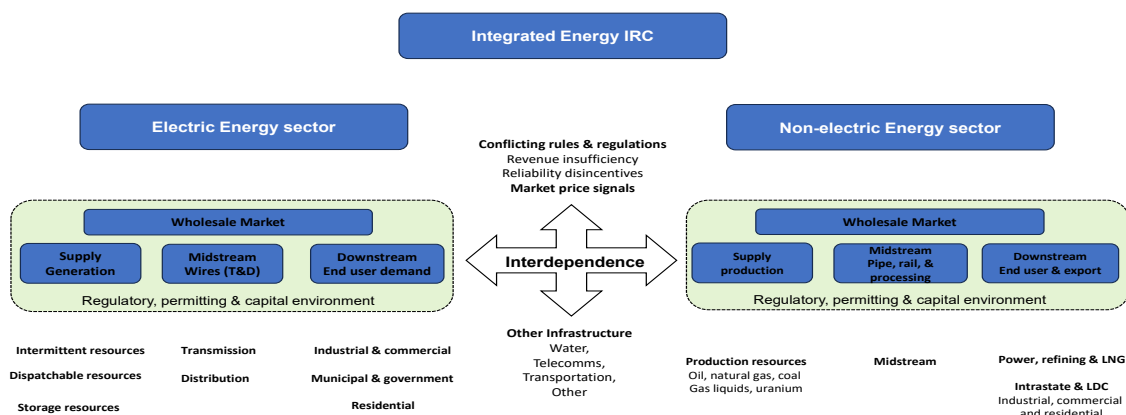 Integrated Energy IRC
Electric Energy sector
Non-electric Energy sector
Conflicting rules & regulations
Revenue insufficiency
Reliability disincentives
Market price signals
Wholesale Market
Supply
Generation
Midstream
Wires (T&D)
Downstream
End user demand
Regulatory, permitting & capital environment
Interdependence
Wholesale Market
Supply
production
Midstream
Pipe, rail, &
processing
Downstream
End user & export
Regulatory, permitting & capital environment
Intermittent resources
Dispatchable resources
Storage resources
Transmission
Distribution
Industrial & commercial
Municipal & government
Residential
Other Infrastructure
Water,
Telecomms,
Transportation,
Other
Production resources
Oil, natural gas, coal
Gas liquids, uranium
Midstream
Power, refining & LNG
Intrastate & LDC
Industrial, commercial
and residential